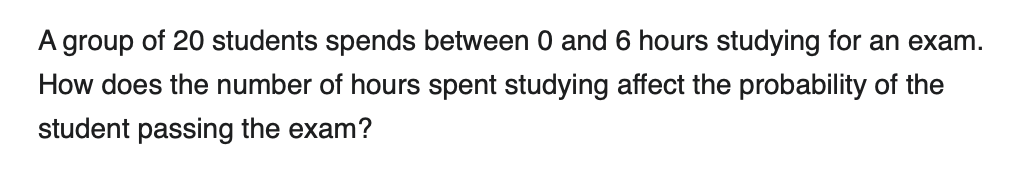 A group of 20 students spends between 0 and 6 hours studying for an exam.
How does the number of hours spent studying affect the probability of the
student passing the exam?